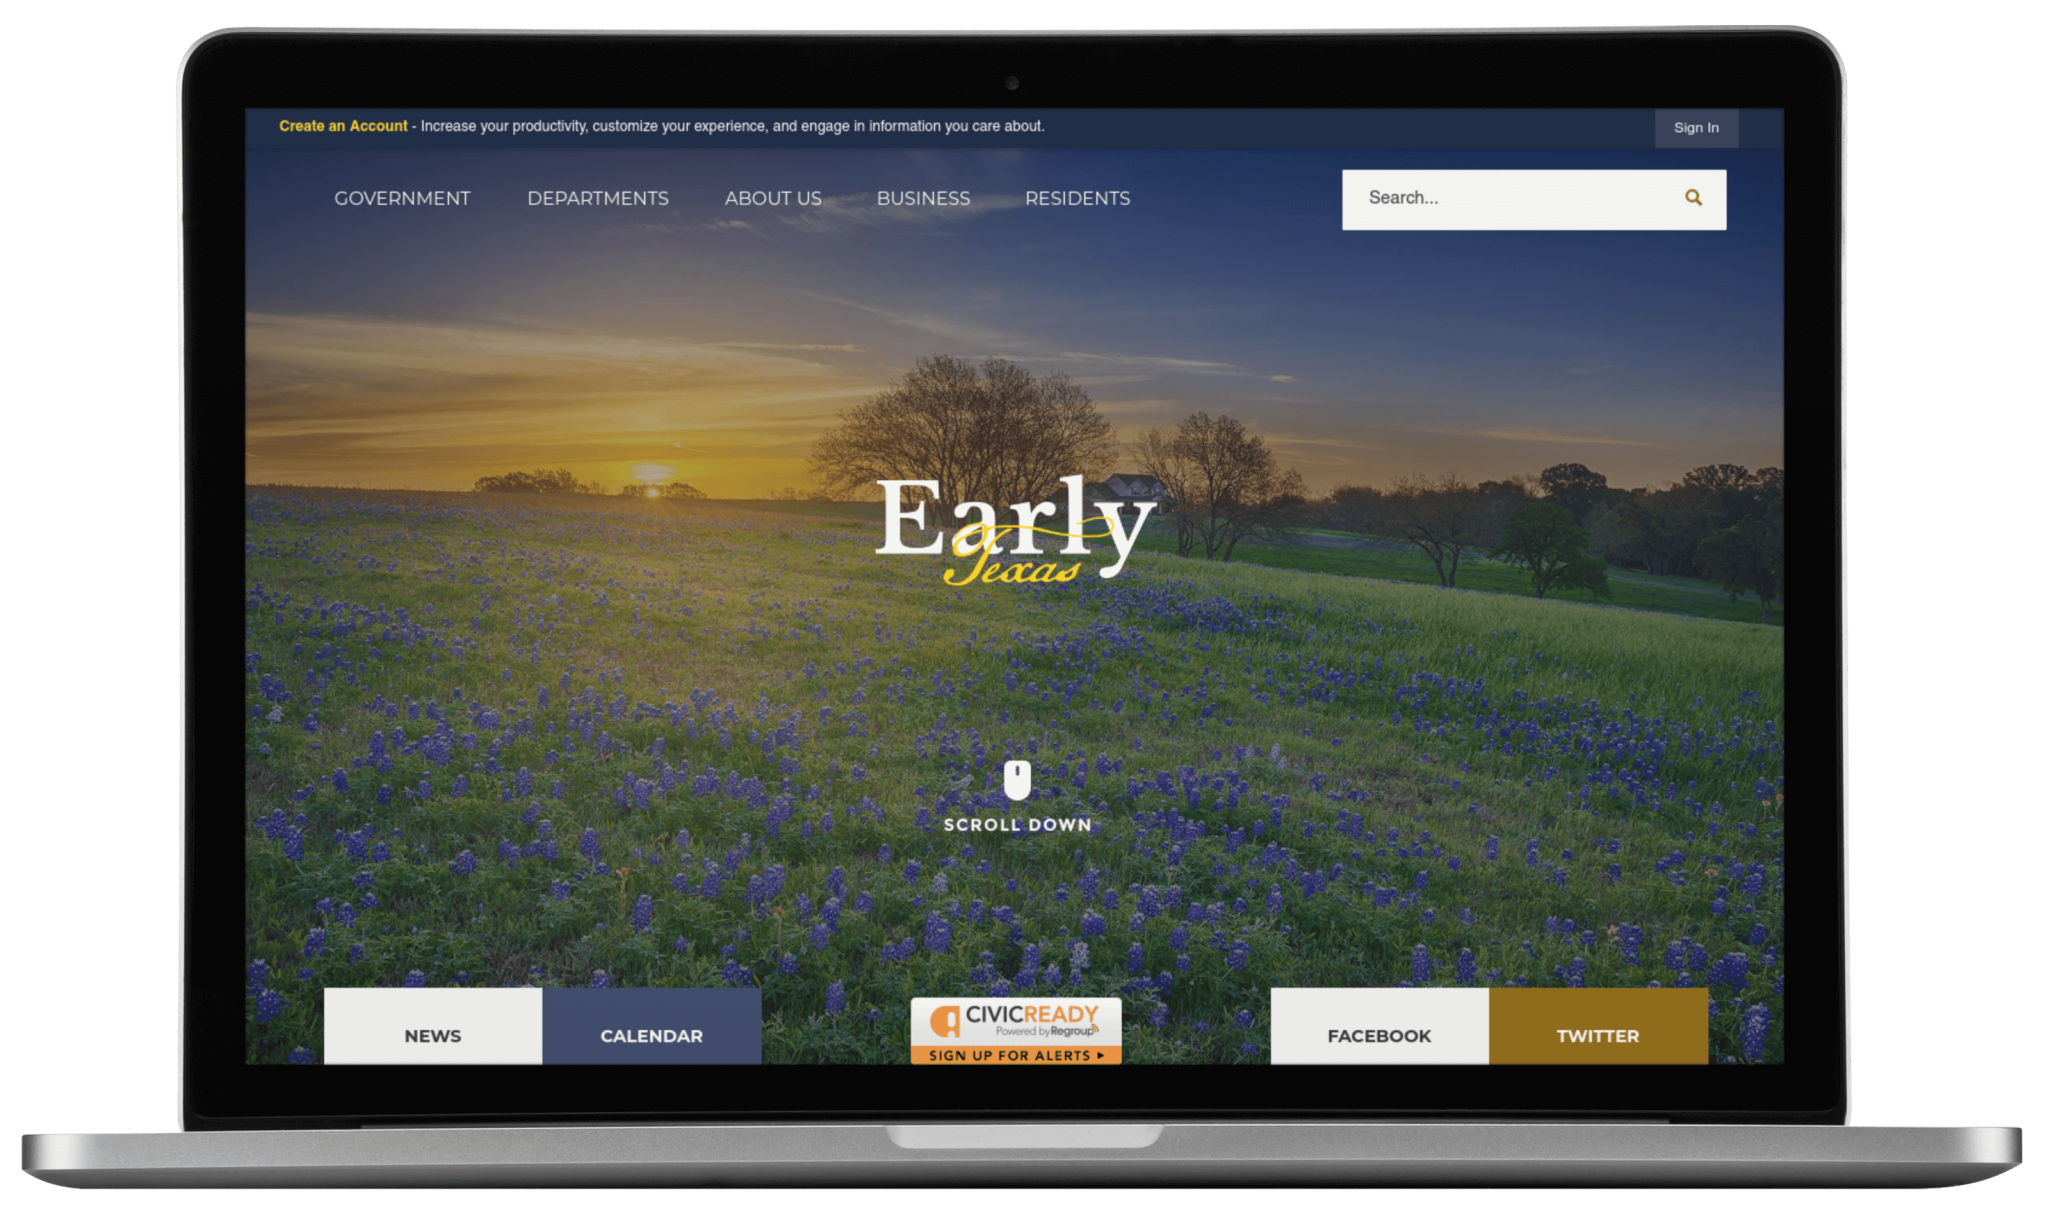 Create an Account - Increase your productivity, customize your experience, and engage in information you care about.
Sign In
GOVERNMENT DEPARTMENTS ABOUT US BUSINESS RESIDENTS
Search...
Early
Texas
SCROLL DOWN
NEWS
CALENDAR
CIVICREADY
Powered by Regroup
SIGN UP FOR ALERTS
FACEBOOK
TWITTER